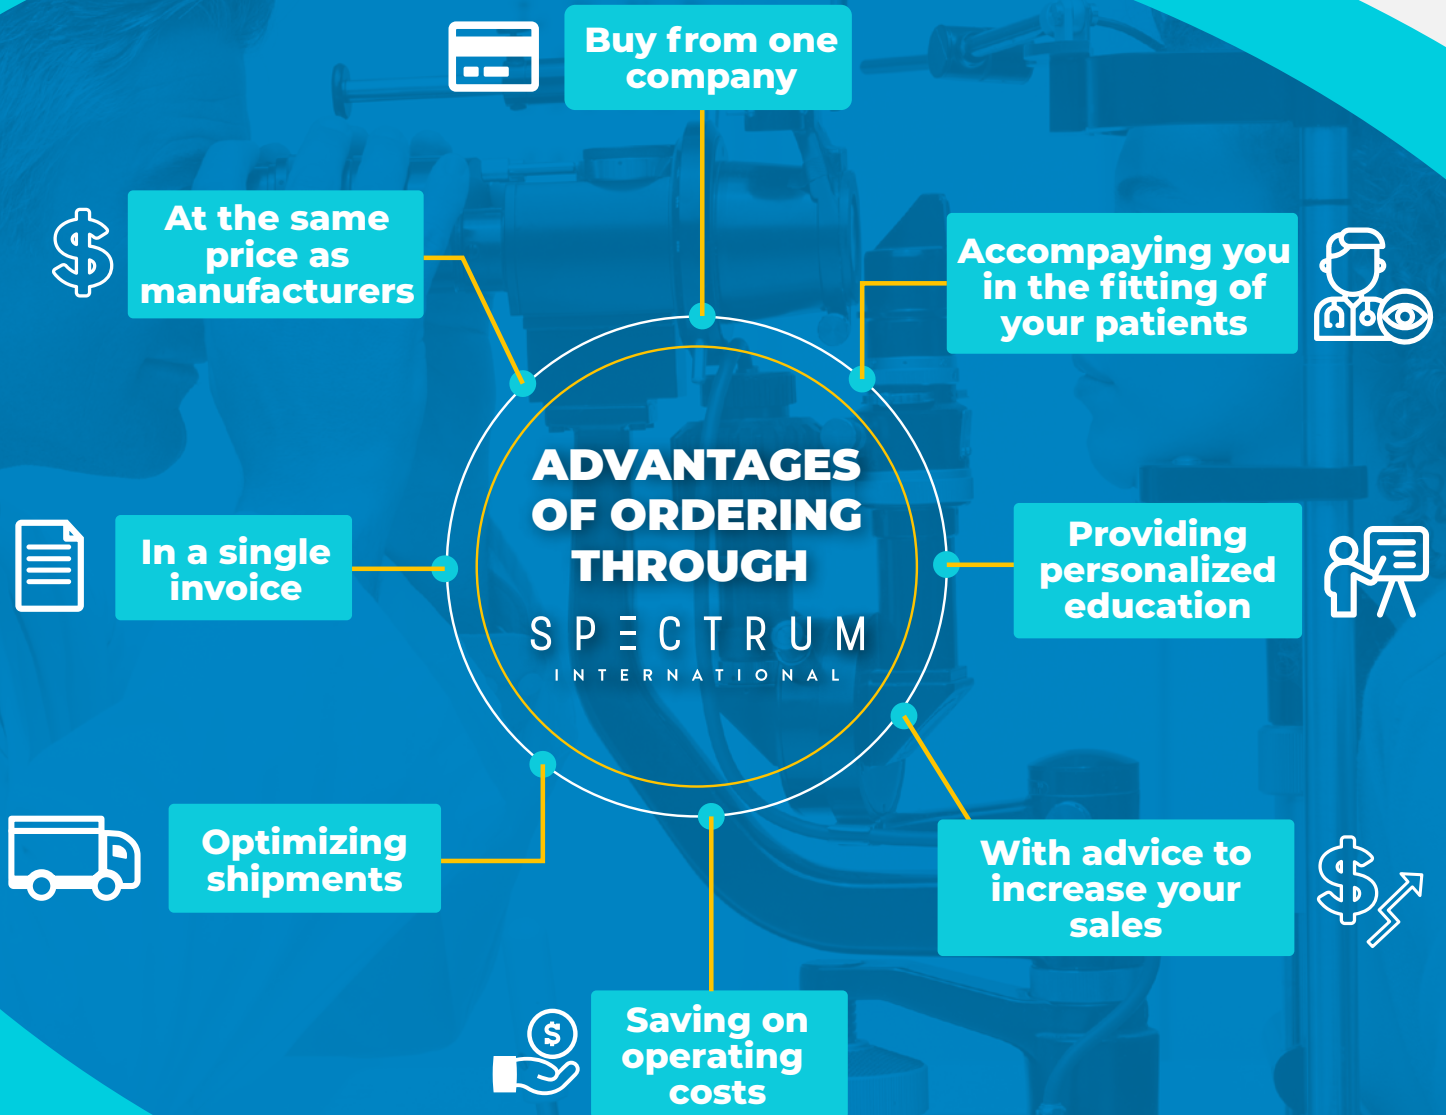 Buy from one
company
At the same
price as
manufacturers
Accompaying you
in the fitting of
your patients
ADVANTAGES
OF ORDERING
THROUGH
SPECTRUM
INTERNATIONAL
In a single
invoice
Providing
personalized
education
Optimizing
shipments
With advice to
increase your
sales
$
Saving on
operating
costs